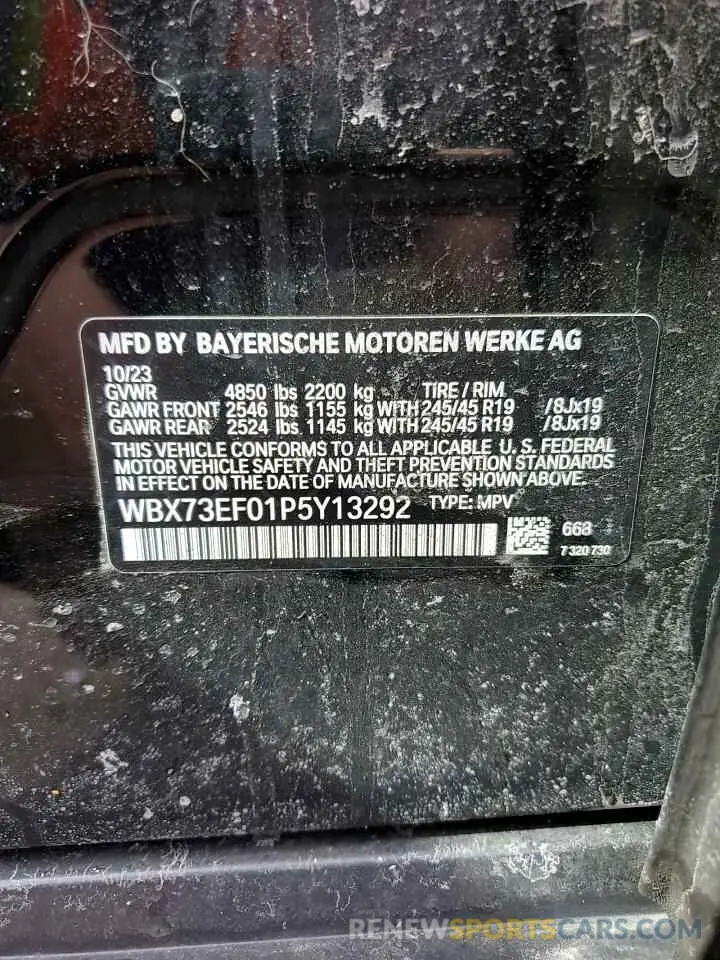 MFD BY BAYERISCHE MOTOREN WERKE AG
10/23
GVWR 4850 lbs 2200 kg TIRE / RIM
GAWR FRONT 2546 lbs 1155 kg WITH 245/45 R19 /8Jx19
GAWR REAR 2524 lbs 1145 kg WITH 245/45 R19 /8Jx19
THIS VEHICLE CONFORMS TO ALL APPLICABLE U. S. FEDERAL
MOTOR VEHICLE SAFETY AND THEFT PREVENTION STANDARDS
IN EFFECT ON THE DATE OF MANUFACTURE SHOWN ABOVE.
WBX73EF01P5Y13292 TYPE: MPV
668
7 320 730
RENEWSPORTSCARS.COM